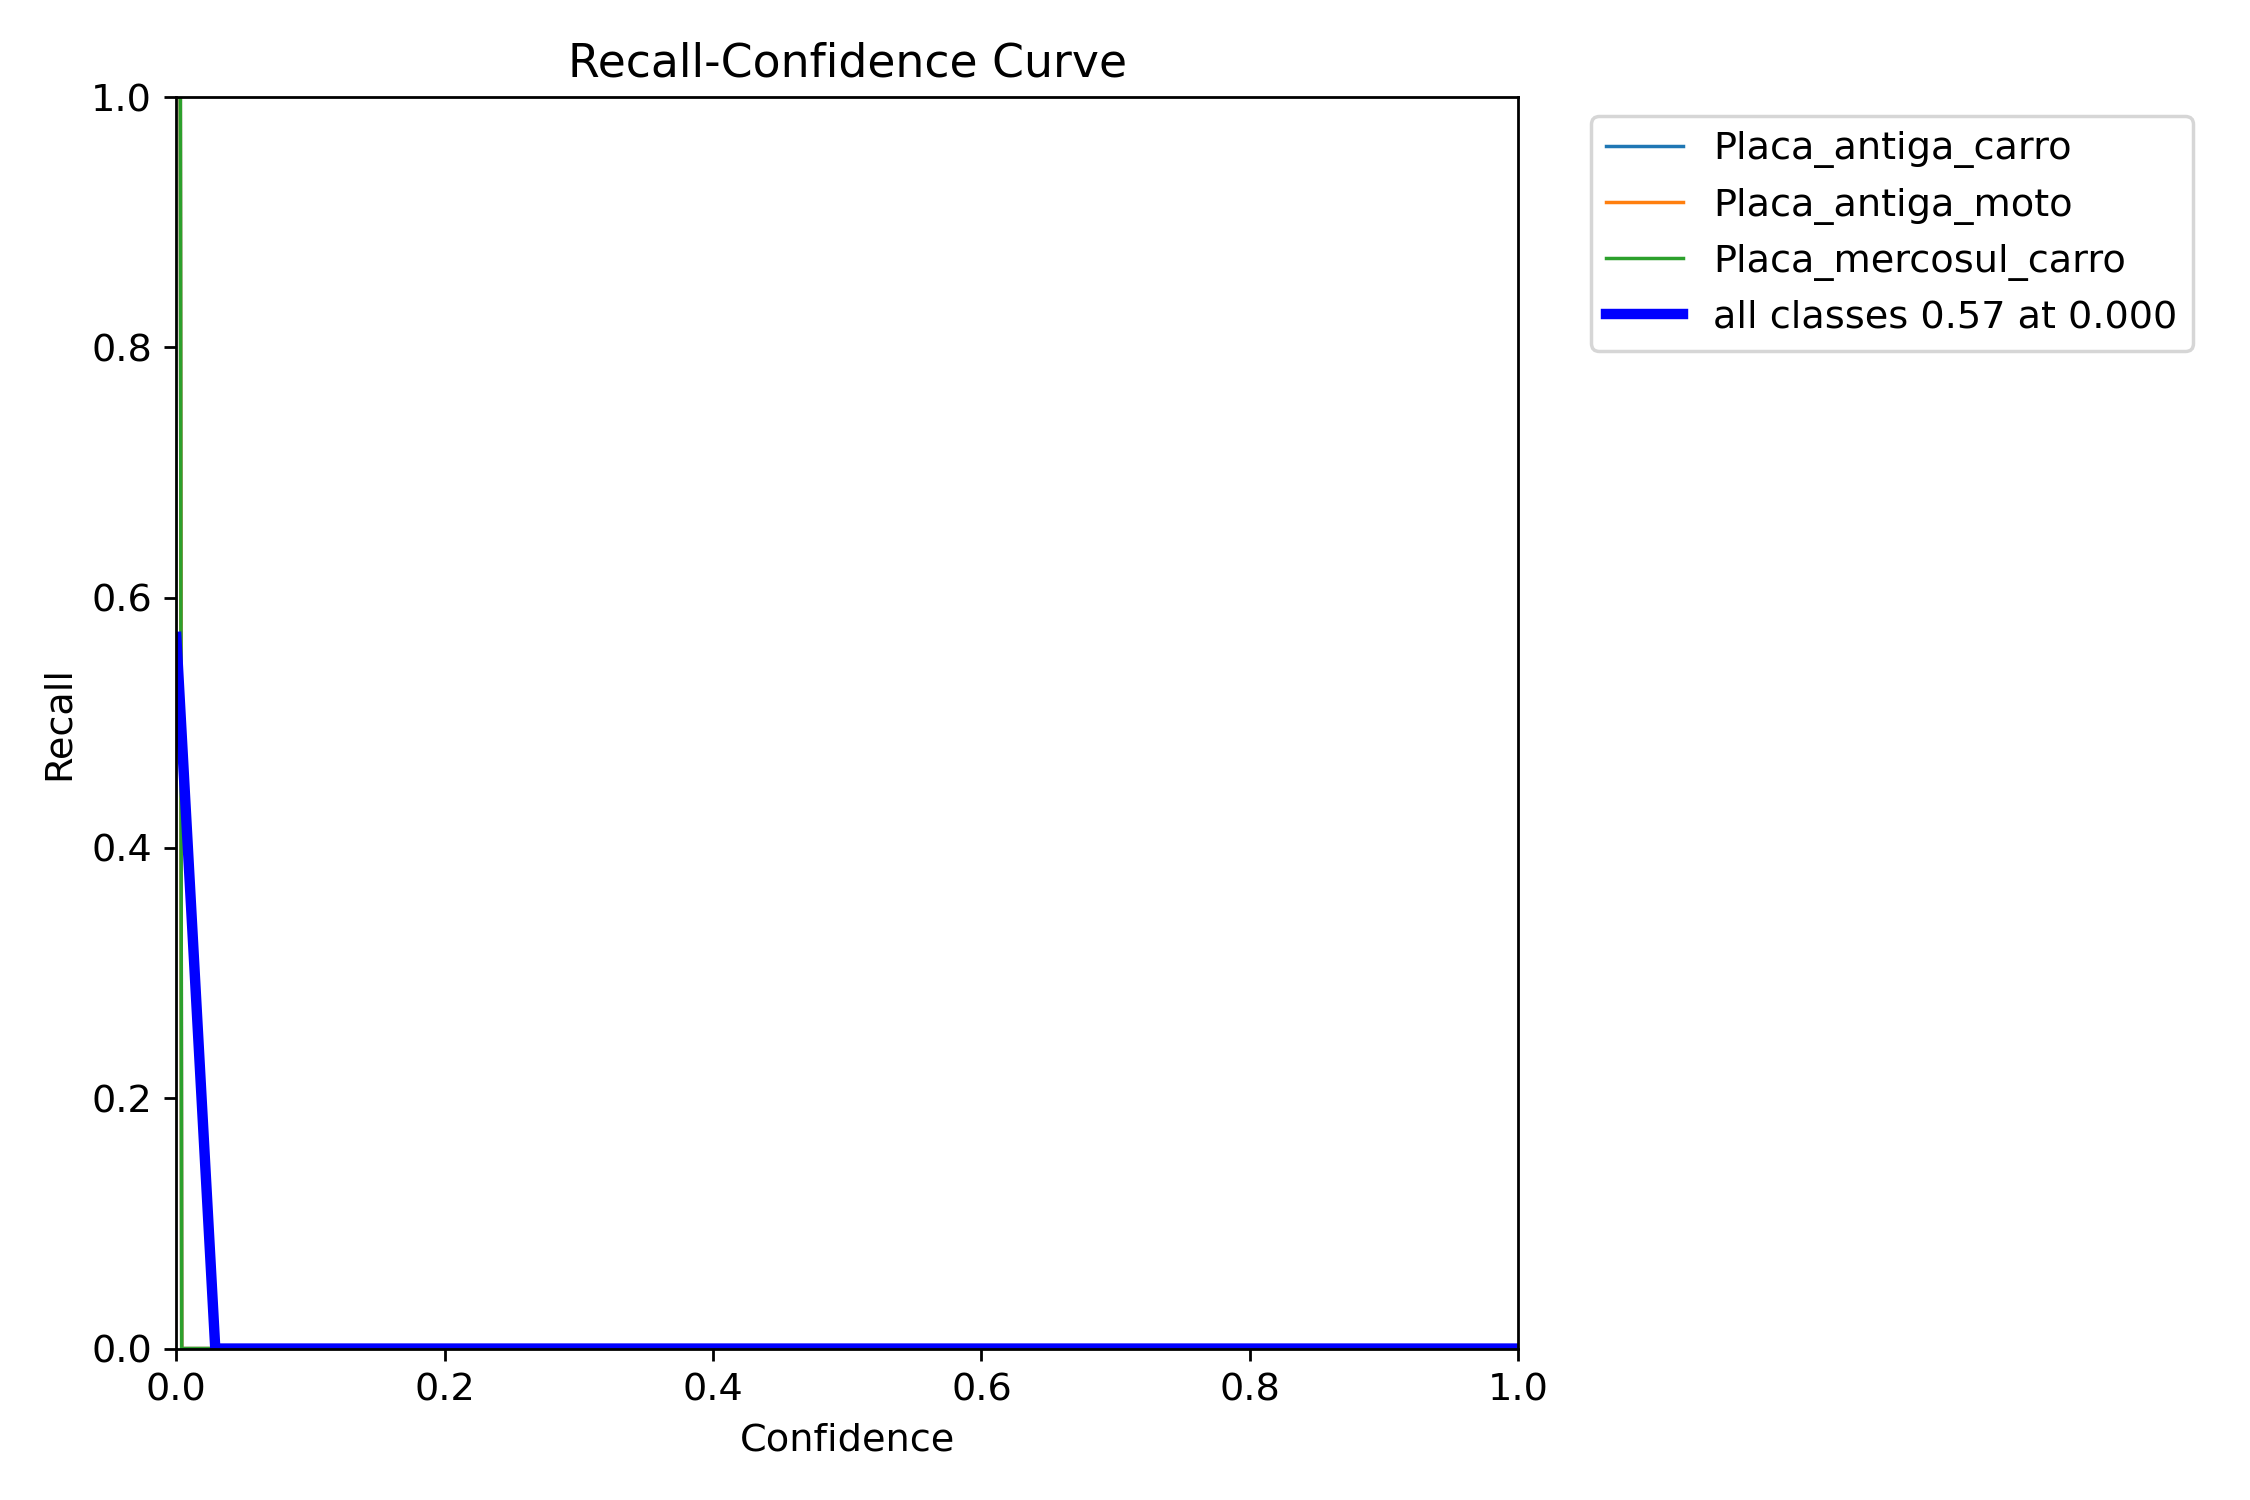 Recall-Confidence Curve
1.0
0.8
0.6
0.4
0.2
0.0
Recall
0.0 0.2 0.4 0.6 0.8 1.0
Confidence
Placa_antiga_carro
Placa_antiga_moto
Placa_mercosul_carro
all classes 0.57 at 0.000